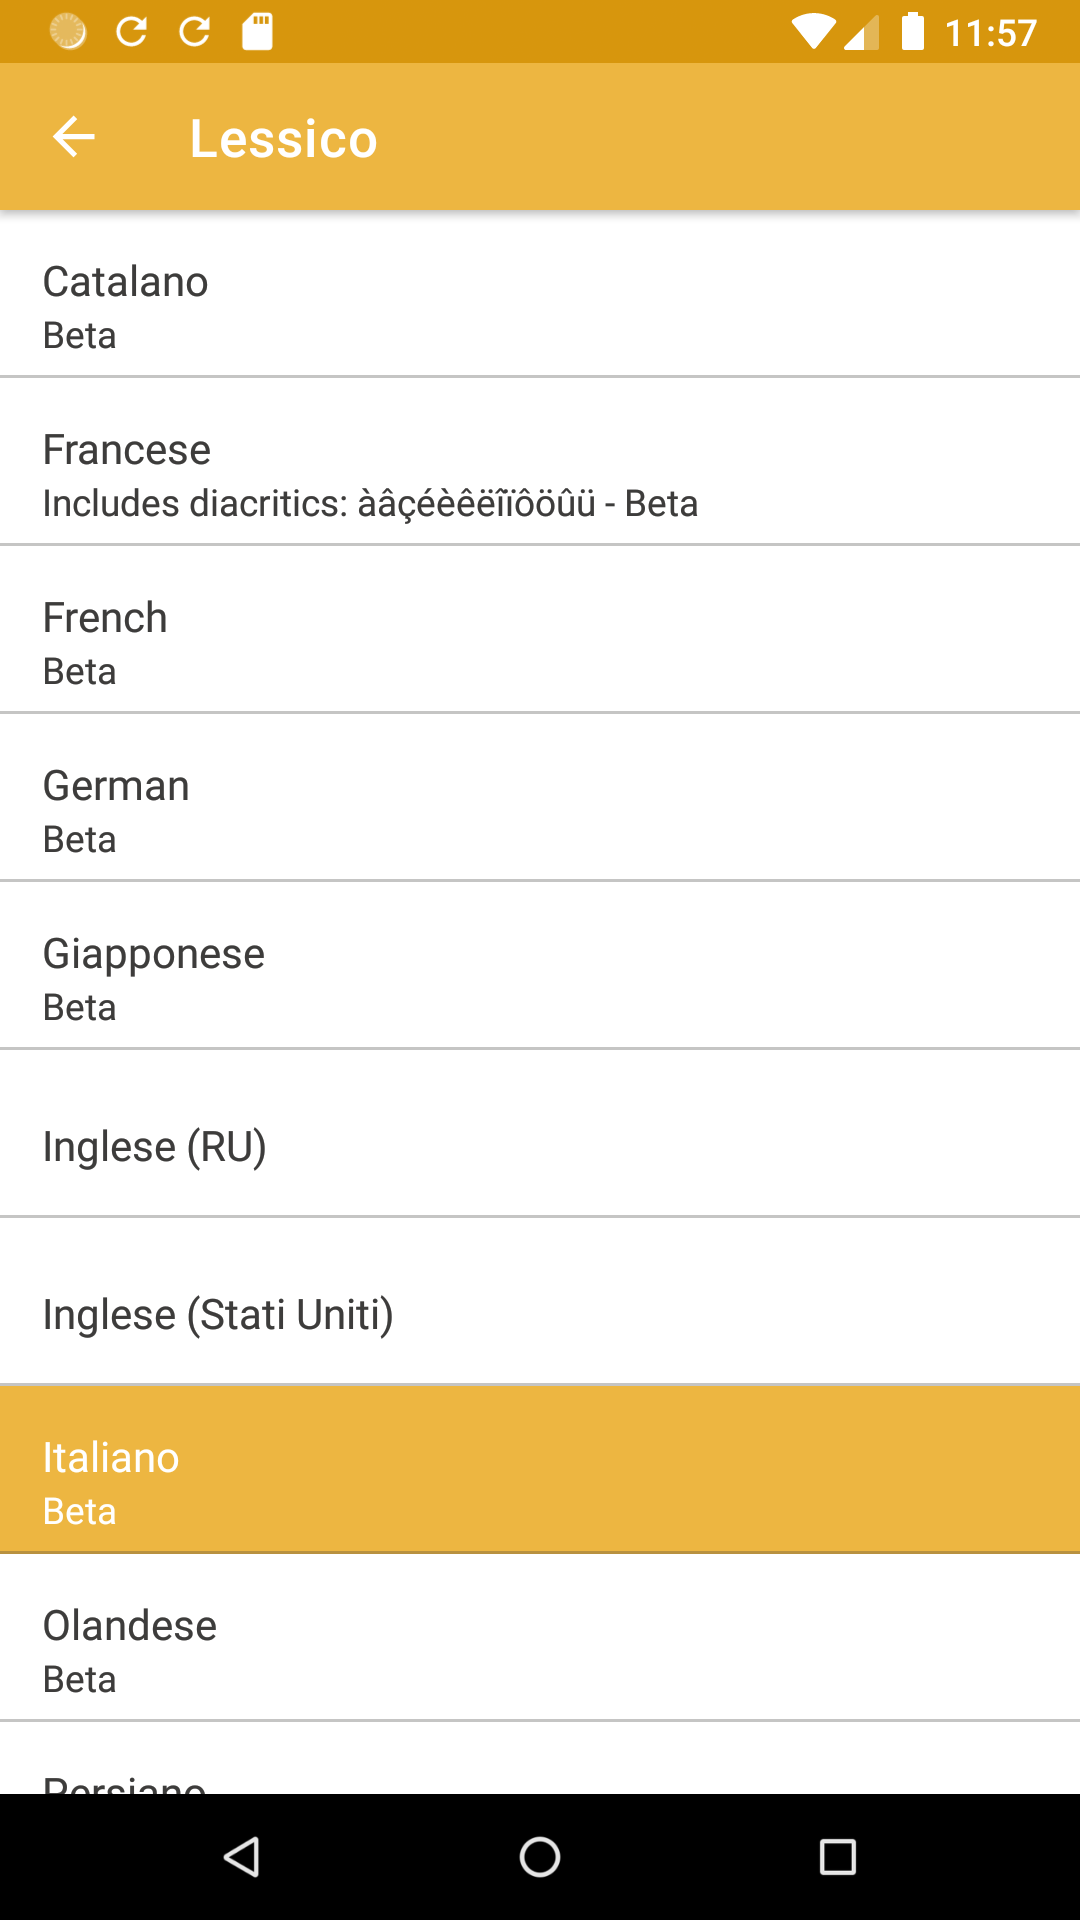 11:57
Lessico
Catalano
Beta
Francese
Includes diacritics: àâçéèêëîïôöûü - Beta
French
Beta
German
Beta
Giapponese
Beta
Inglese (RU)
Inglese (Stati Uniti)
Italiano
Beta
Olandese
Beta
Persiano